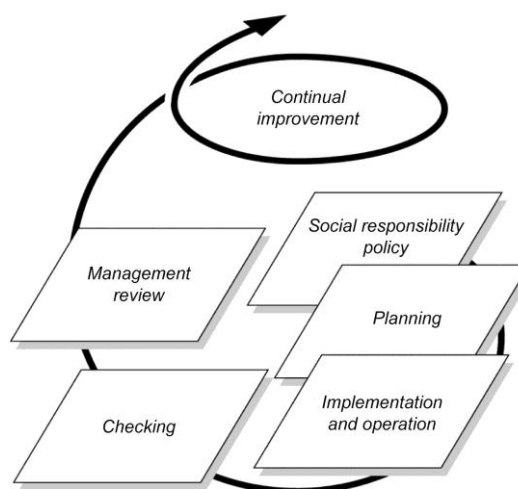 Continual
improvement
Social responsibility
policy
Management
review
Planning
Implementation
and operation
Checking